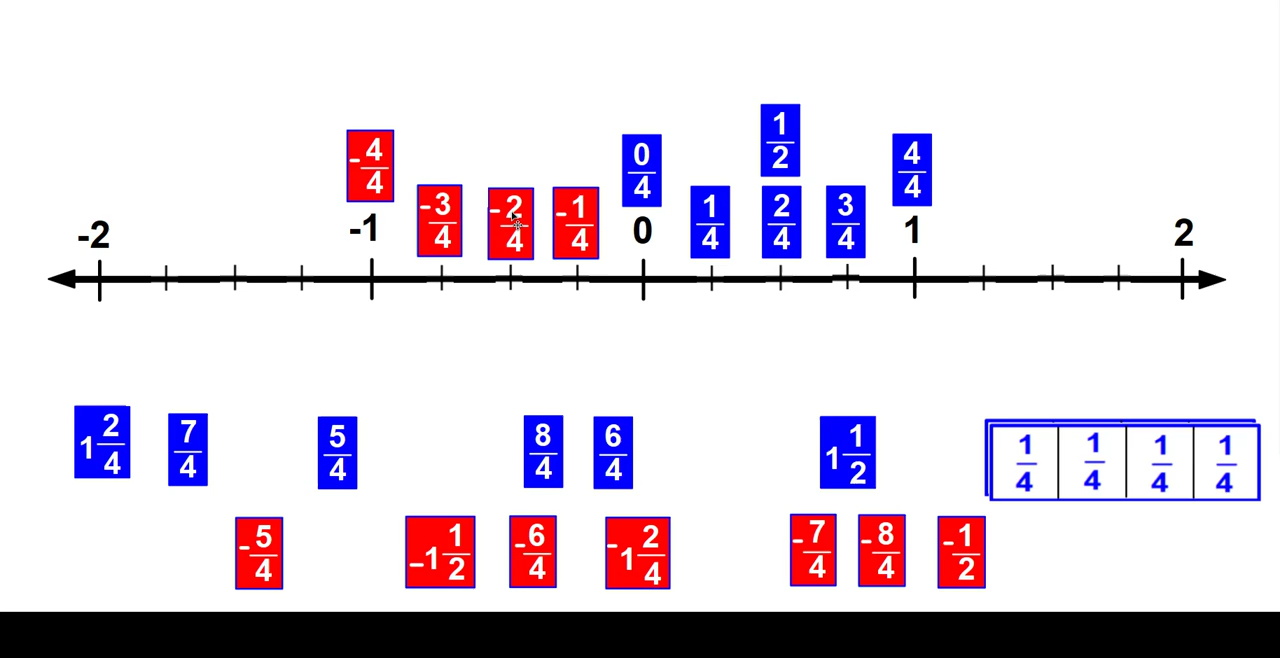 1/2
-4/4 0/4 4/4
-3/4 -2/4 -1/4 1/4 2/4 3/4
-2 -1 0 1 2
1 2/4 7/4 5/4 8/4 6/4 1 1/2 1/4 1/4 1/4 1/4
-5/4 -1 1/2 -6/4 -1 2/4 -7/4 -8/4 -1/2